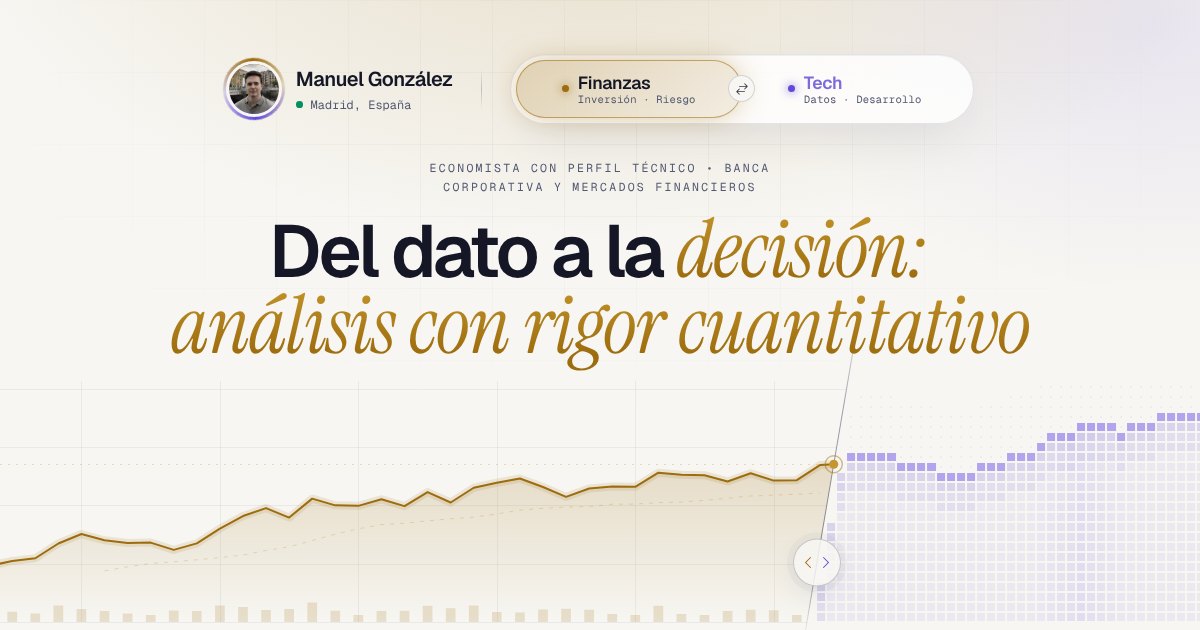 Manuel González
Madrid, España
Finanzas
Inversión · Riesgo
Tech
Datos · Desarrollo
ECONOMISTA CON PERFIL TÉCNICO • BANCA
CORPORATIVA Y MERCADOS FINANCIEROS
Del dato a la decisión:
análisis con rigor cuantitativo